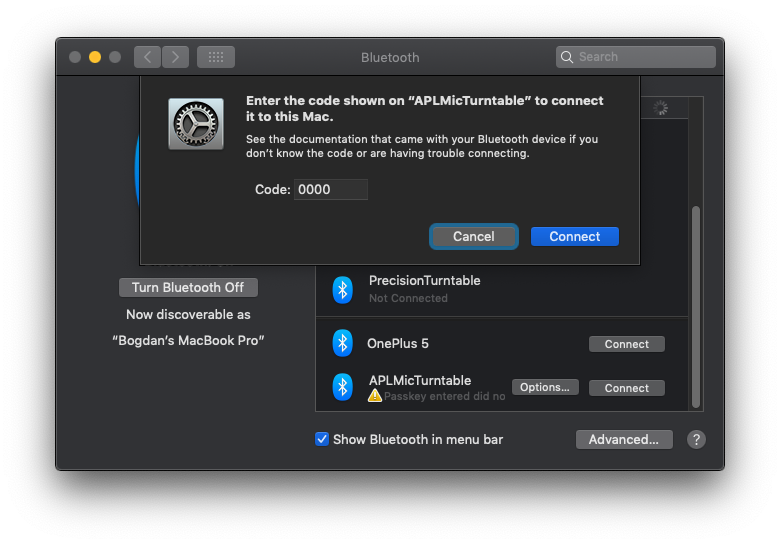 Bluetooth
Search
Enter the code shown on “APLMicTurntable” to connect
it to this Mac.
See the documentation that came with your Bluetooth device if you
don’t know the code or are having trouble connecting.
Code: 0000
Cancel
Connect
Turn Bluetooth Off
Now discoverable as
“Bogdan’s MacBook Pro”
PrecisionTurntable
Not Connected
OnePlus 5
Connect
APLMicTurntable
Passkey entered did no
Options...
Connect
Show Bluetooth in menu bar
Advanced...
?